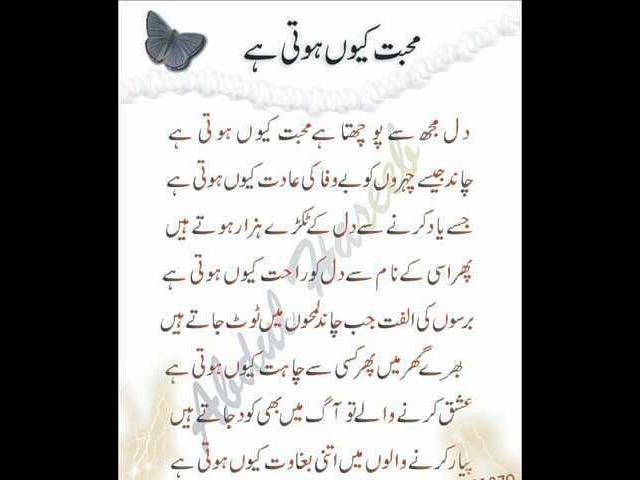 محبت کیوں ہوتی ہے
دل مجھ سے پوچھتا ہے محبت کیوں ہوتی ہے
چاند جیسے چہروں کو بے وفا کی عادت کیوں ہوتی ہے
جسے یاد کرنے سے دل کے ٹکڑے ہزار ہوتے ہیں
پھر اسی کے نام سے دل کو راحت کیوں ہوتی ہے
برسوں کی الفت جب چاند لمحوں میں ٹوٹ جاتے ہیں
بھرے گھر میں پھر کسی سے چاہت کیوں ہوتی ہے
عشق کرنے والے تو آگ میں بھی کود جاتے ہیں
پیار کرنے والوں میں اتنی بغاوت کیوں ہوتی ہے
Abdul Haseeb